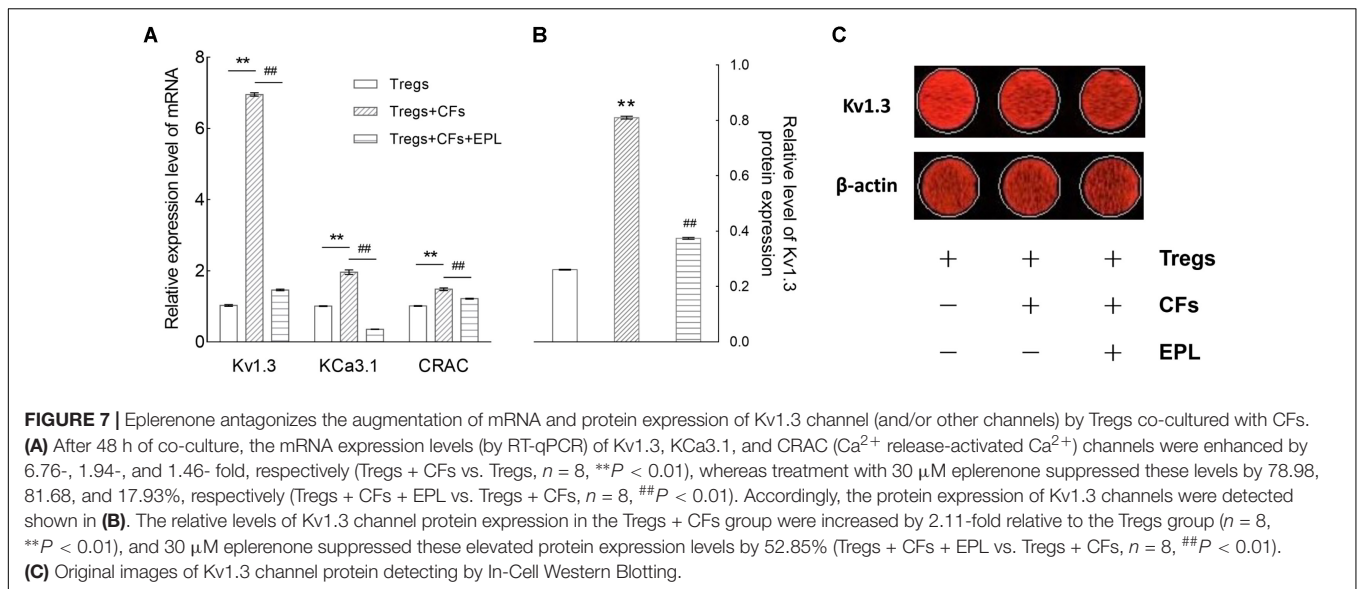 A
B
C
8
6
4
2
0
Relative expression level of mRNA
**
##
**
##
**
##
Tregs
Tregs+CFs
Tregs+CFs+EPL
Kv1.3
KCa3.1
CRAC
**
##
1.0
0.8
0.6
0.4
0.2
0.0
Relative level of Kv1.3
protein expression
Kv1.3
β-actin
+ + + Tregs
− + + CFs
− − + EPL
FIGURE 7 | Eplerenone antagonizes the augmentation of mRNA and protein expression of Kv1.3 channel (and/or other channels) by Tregs co-cultured with CFs.
(A) After 48 h of co-culture, the mRNA expression levels (by RT-qPCR) of Kv1.3, KCa3.1, and CRAC (Ca2+ release-activated Ca2+) channels were enhanced by
6.76-, 1.94-, and 1.46- fold, respectively (Tregs + CFs vs. Tregs, n = 8, **P < 0.01), whereas treatment with 30 μM eplerenone suppressed these levels by 78.98,
81.68, and 17.93%, respectively (Tregs + CFs + EPL vs. Tregs + CFs, n = 8, ##P < 0.01). Accordingly, the protein expression of Kv1.3 channels were detected
shown in (B). The relative levels of Kv1.3 channel protein expression in the Tregs + CFs group were increased by 2.11-fold relative to the Tregs group (n = 8,
**P < 0.01), and 30 μM eplerenone suppressed these elevated protein expression levels by 52.85% (Tregs + CFs + EPL vs. Tregs + CFs, n = 8, ##P < 0.01).
(C) Original images of Kv1.3 channel protein detecting by In-Cell Western Blotting.